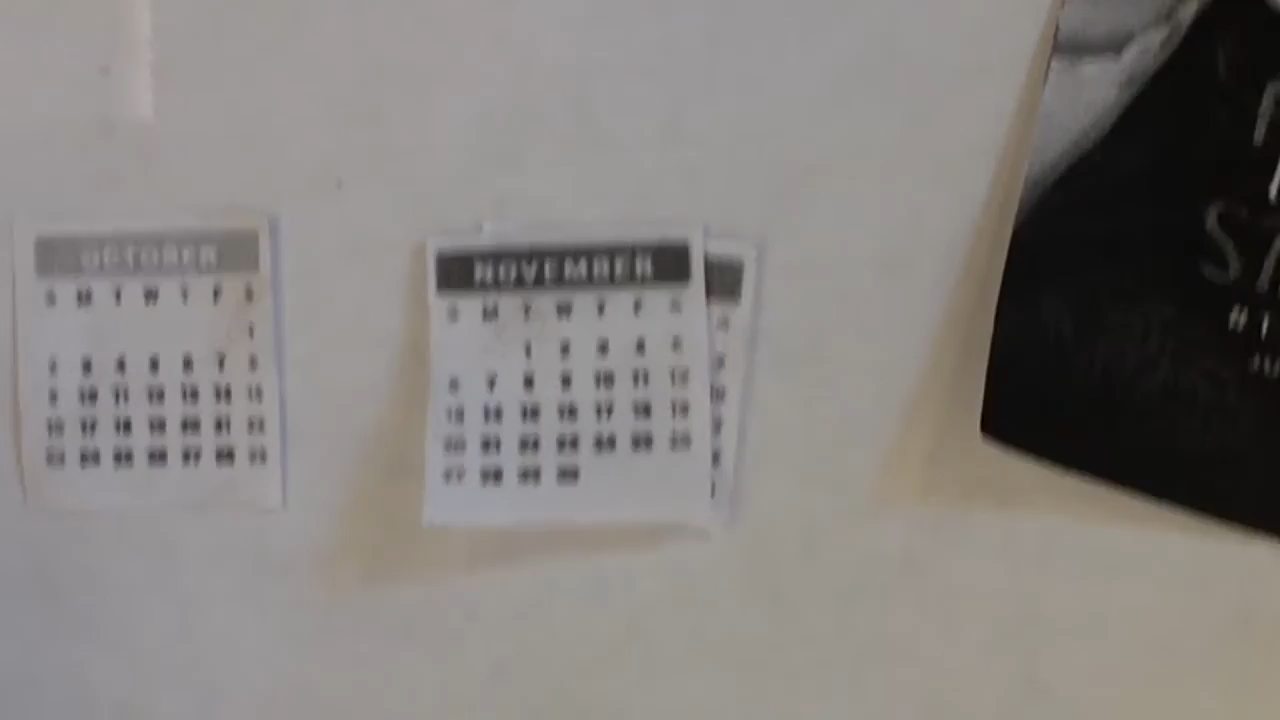 OCTOBER
S M T W T F S
1
2 3 4 5 6 7 8
9 10 11 12 13 14 15
16 17 18 19 20 21 22
23 24 25 26 27 28 29
NOVEMBER
S M T W T F S
1 2 3 4 5
6 7 8 9 10 11 12
13 14 15 16 17 18 19
20 21 22 23 24 25 26
27 28 29 30